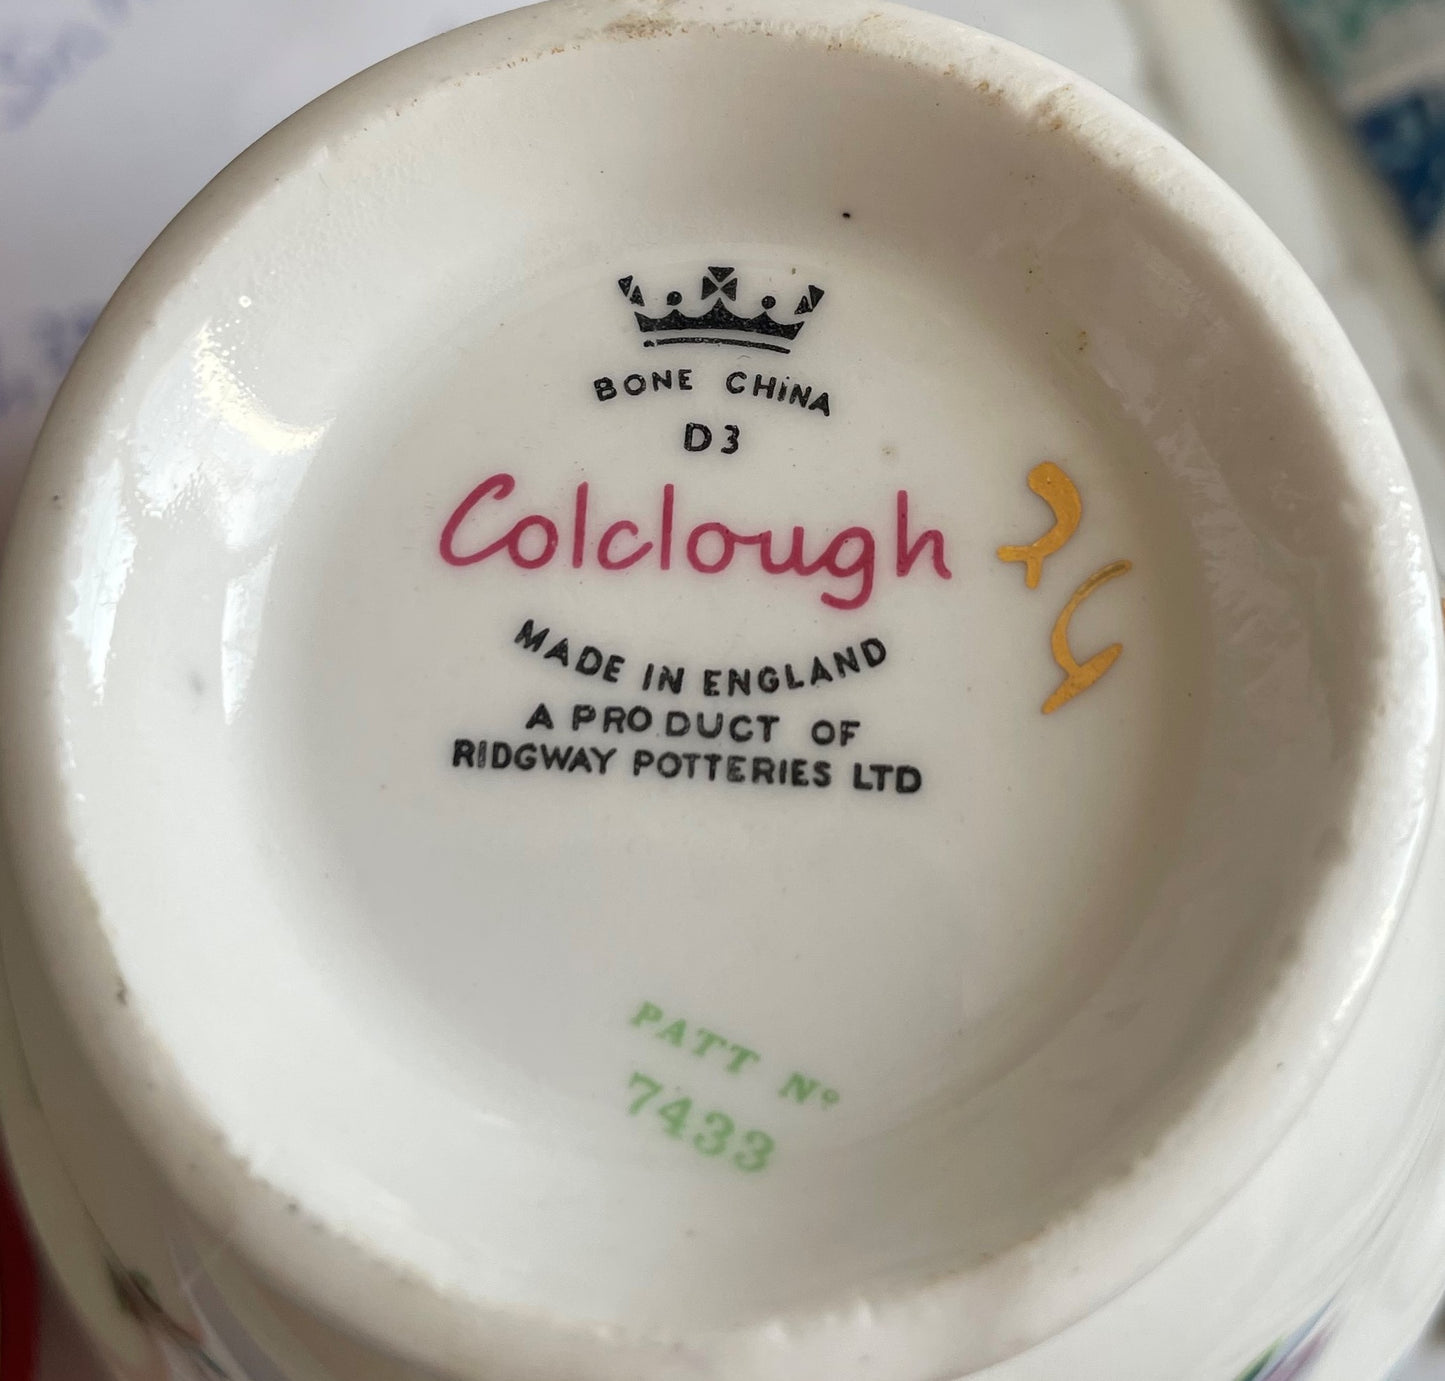 BONE CHINA
D3
Colclough
MADE IN ENGLAND
A PRODUCT OF
RIDGWAY POTTERIES LTD
PATT Nº
7433